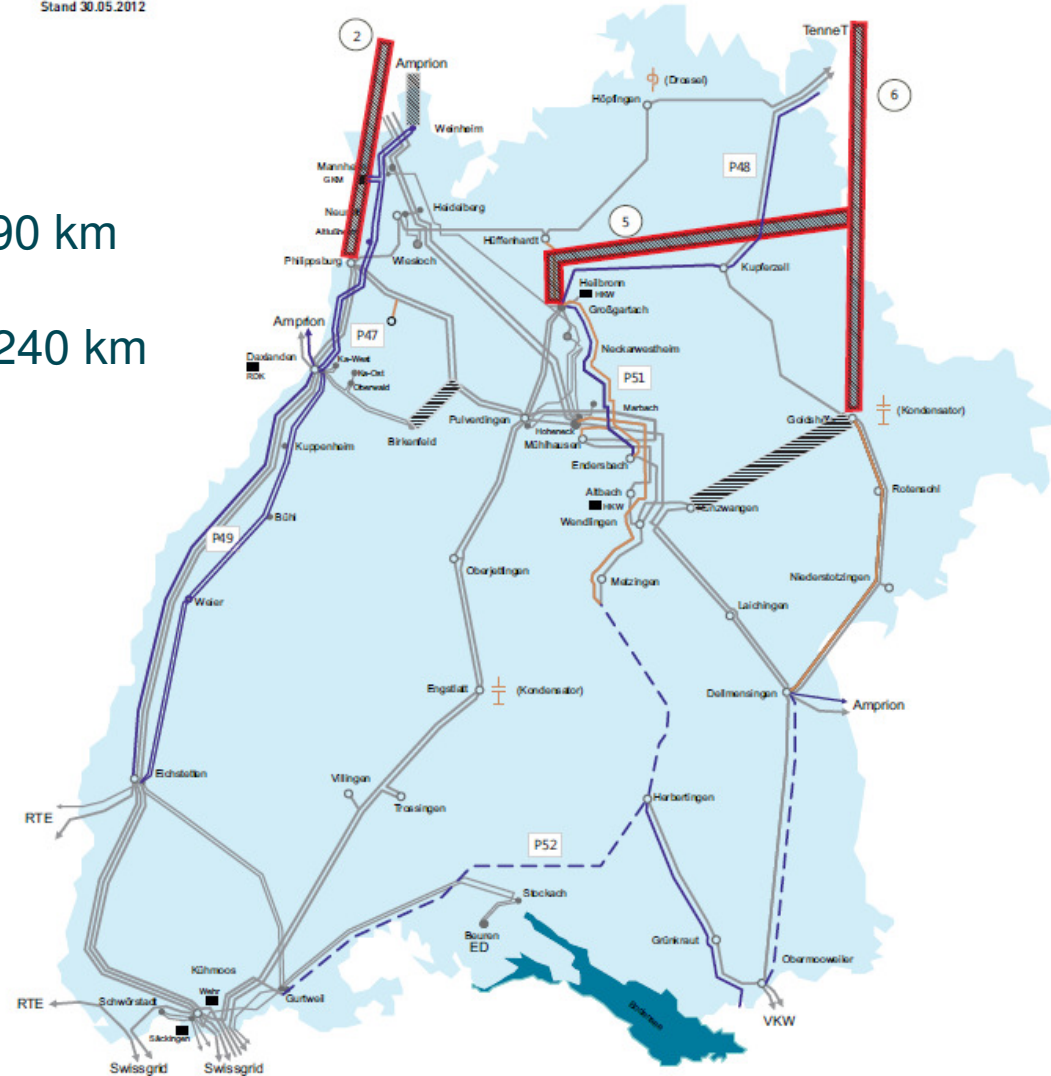 Stand 30.05.2012
2
Amprion
TenneT
6
(Drossel)
Höpfingen
Weinheim
P48
GKM
Heidelberg
5
90 km
Hüffenhardt
Wiesloch
Philippsburg
Kupferzell
Heilbronn
HKW
Großgartach
Amprion
P47
240 km
Neckarwestheim
Daxlanden
RDK
Ka-West
Ka-Ost
Oberwald
P51
Marbach
(Kondensator)
Pulverdingen
Birkenfeld
Hoheneck
Mühlhausen
Kuppenheim
Endersbach
Altbach
HKW
Rotenschl
Wendlingen
Bühl
P49
Oberjettingen
Metzingen
Niederstotzingen
Weier
Laichingen
Engstlatt
(Kondensator)
Dellmensingen
Amprion
Eichstetten
Villingen
Trossingen
Herbertingen
RTE
P52
Stockach
Beuren
ED
Grünkraut
Obermooweiler
Kühmoos
Wehr
Gurtweil
RTE
Schwörstadt
Säckingen
Bodensee
VKW
Swissgrid
Swissgrid